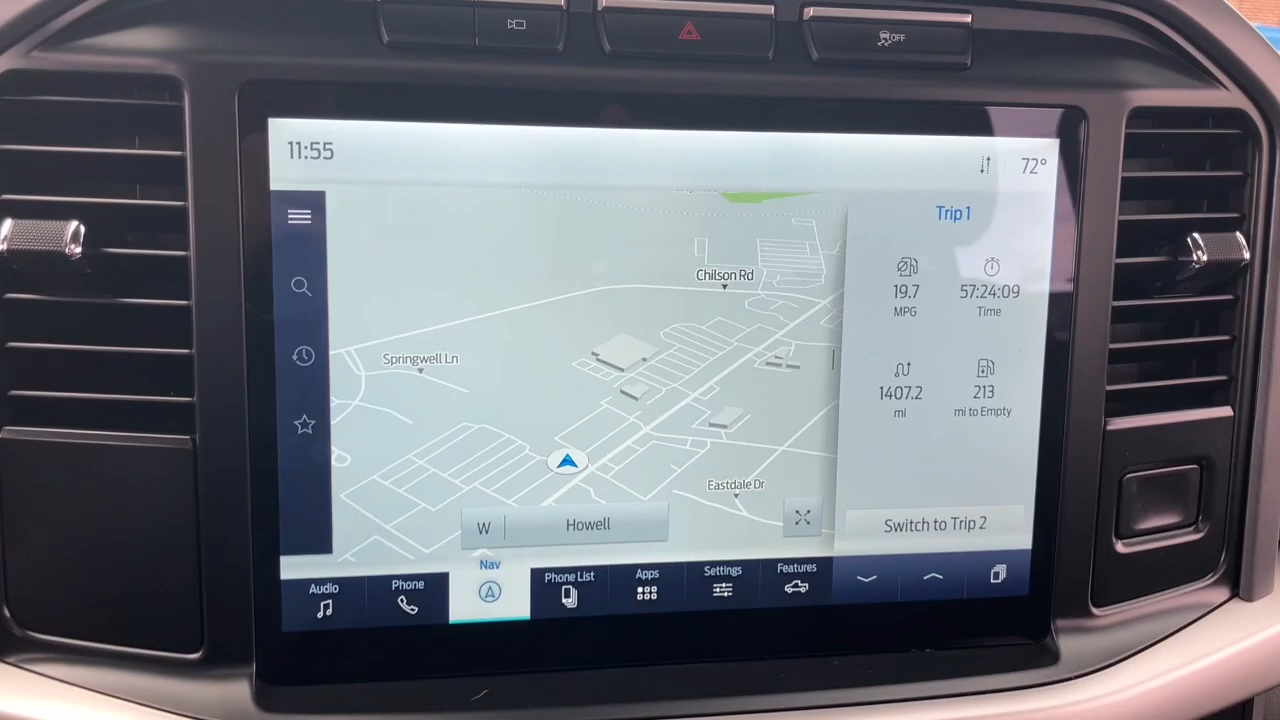 OFF
11:55
72°
Trip 1
19.7
MPG
57:24:09
Time
1407.2
mi
213
mi to Empty
Switch to Trip 2
Chilson Rd
Springwell Ln
Eastdale Dr
W
Howell
Audio
Phone
Nav
Phone List
Apps
Settings
Features